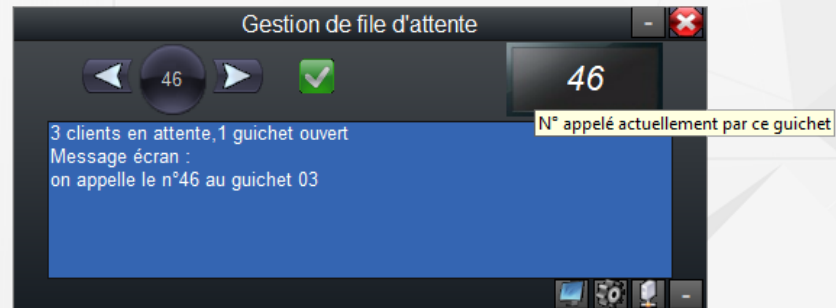 Gestion de file d'attente
46
46
N° appelé actuellement par ce guichet
3 clients en attente,1 guichet ouvert
Message écran :
on appelle le n°46 au guichet 03